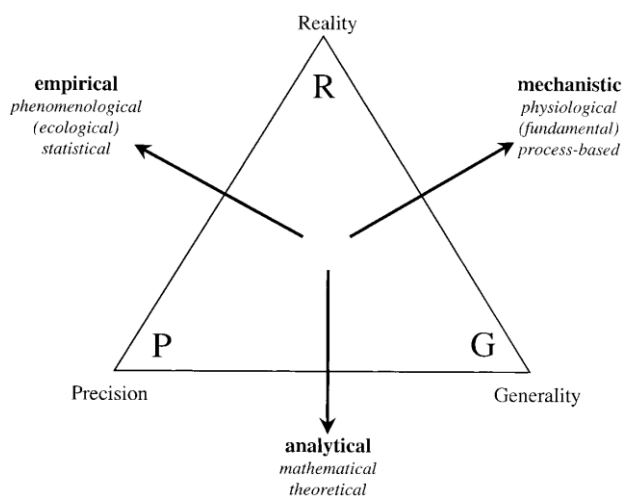 Reality
R
empirical
phenomenological
(ecological)
statistical
mechanistic
physiological
(fundamental)
process-based
P
G
Precision
Generality
analytical
mathematical
theoretical